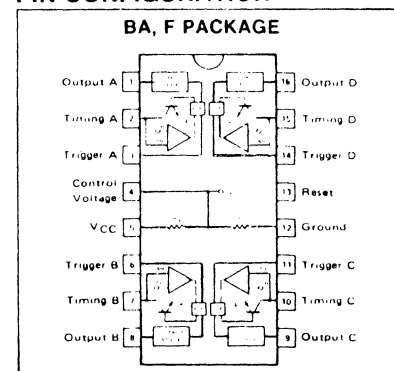 BA, F PACKAGE
Output A 1
16 Output D
Timing A 2
15 Timing D
Trigger A 3
14 Trigger D
Control
Voltage 4
13 Reset
VCC 5
12 Ground
Trigger B 6
11 Trigger C
Timing B 7
10 Timing C
Output B 8
9 Output C